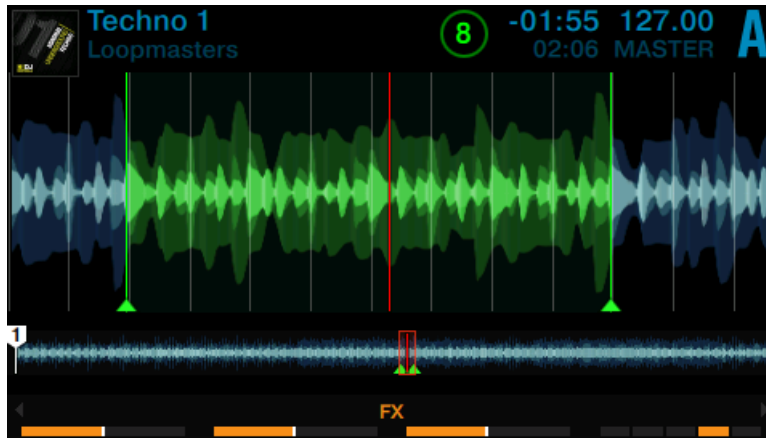 Techno 1
Loopmasters
8
-01:55 127.00
02:06 MASTER
A
1
FX